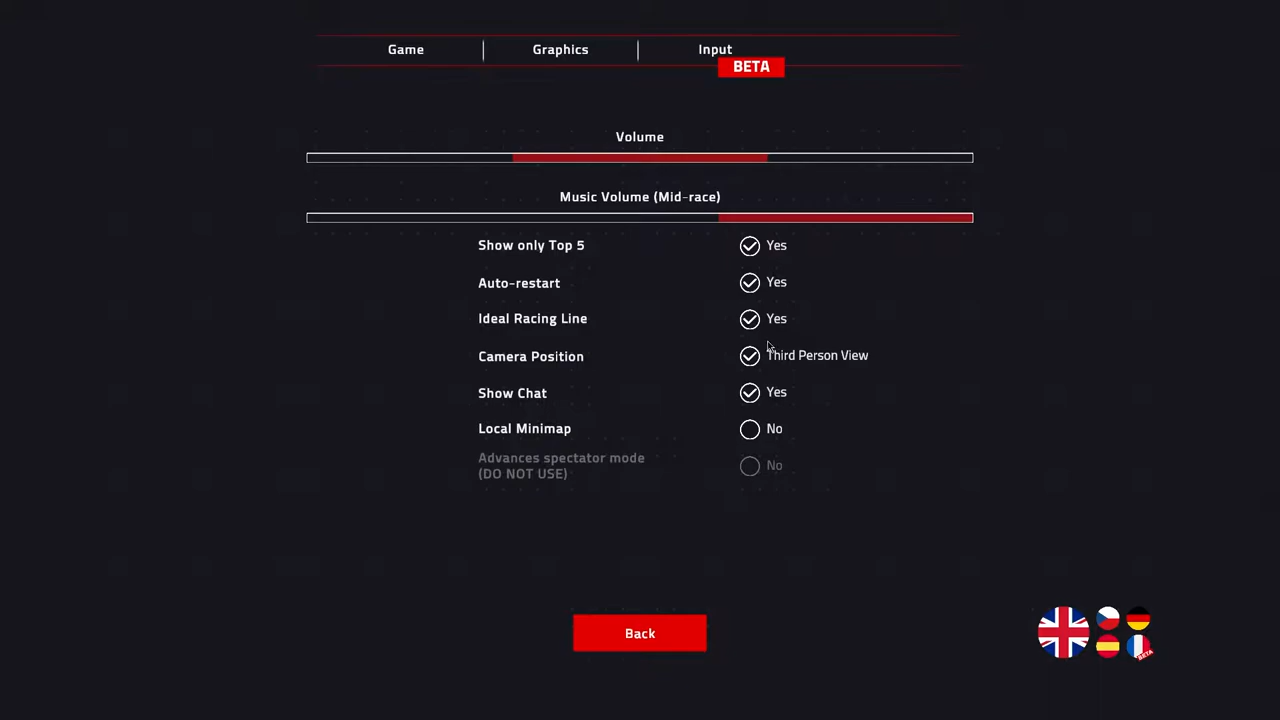 Game
Graphics
Input
BETA
Volume
Music Volume (Mid-race)
Show only Top 5
Yes
Auto-restart
Yes
Ideal Racing Line
Yes
Camera Position
Third Person View
Show Chat
Yes
Local Minimap
No
Advances spectator mode
(DO NOT USE)
No
Back
BETA